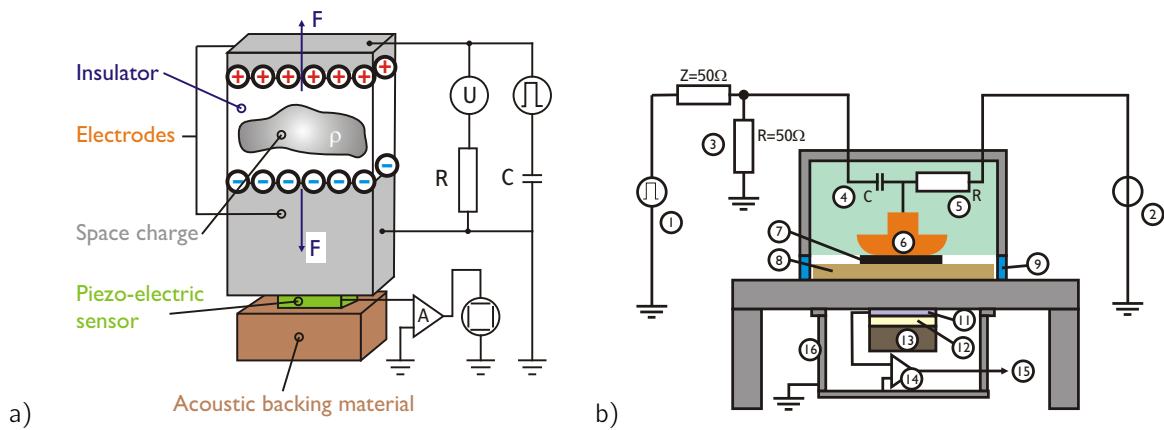 F
Insulator
Electrodes
ρ
Space charge
F
Piezo-electric
sensor
Acoustic backing material
U
R
C
A
a)
Z=50Ω
R=50Ω
3
1
4
C
5
R
2
6
7
8
9
11
12
13
16
14
15
b)